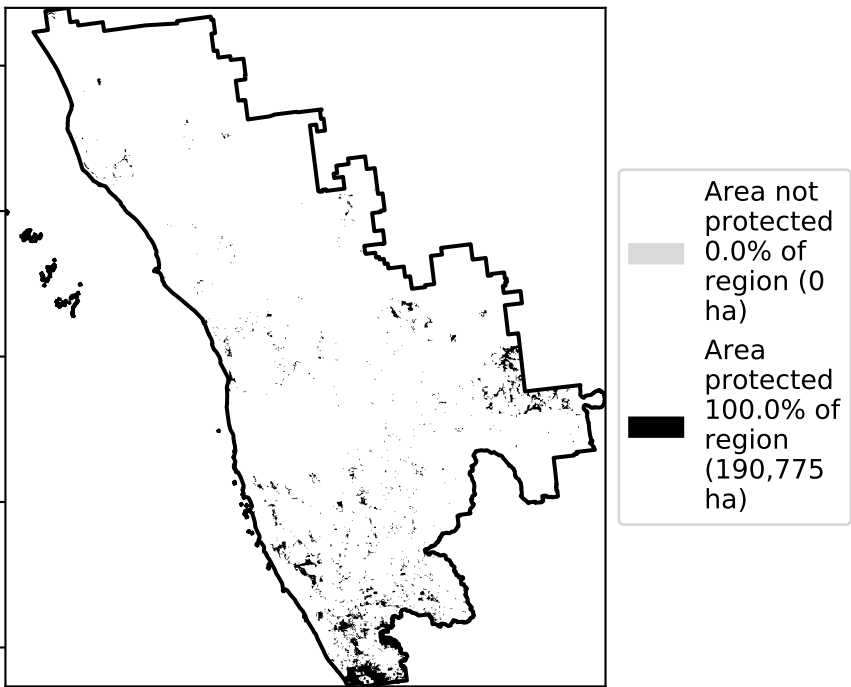 Area not
protected
0.0% of
region (0
ha)
Area
protected
100.0% of
region
(190,775
ha)